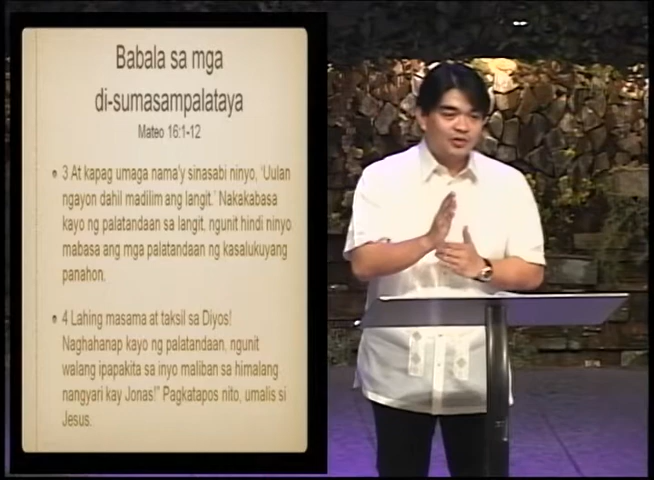 Babala sa mga
di-sumasampalataya
Mateo 16:1-12
• 3 At kapag umaga nama'y sinasabi ninyo, 'Uulan
ngayon dahil madilim ang langit.' Nakakabasa
kayo ng palatandaan sa langit, ngunit hindi ninyo
mabasa ang mga palatandaan ng kasalukuyang
panahon.
• 4 Lahing masama at taksil sa Diyos!
Naghahanap kayo ng palatandaan, ngunit
walang ipapakita sa inyo maliban sa himalang
nangyari kay Jonas!" Pagkatapos nito, umalis si
Jesus.